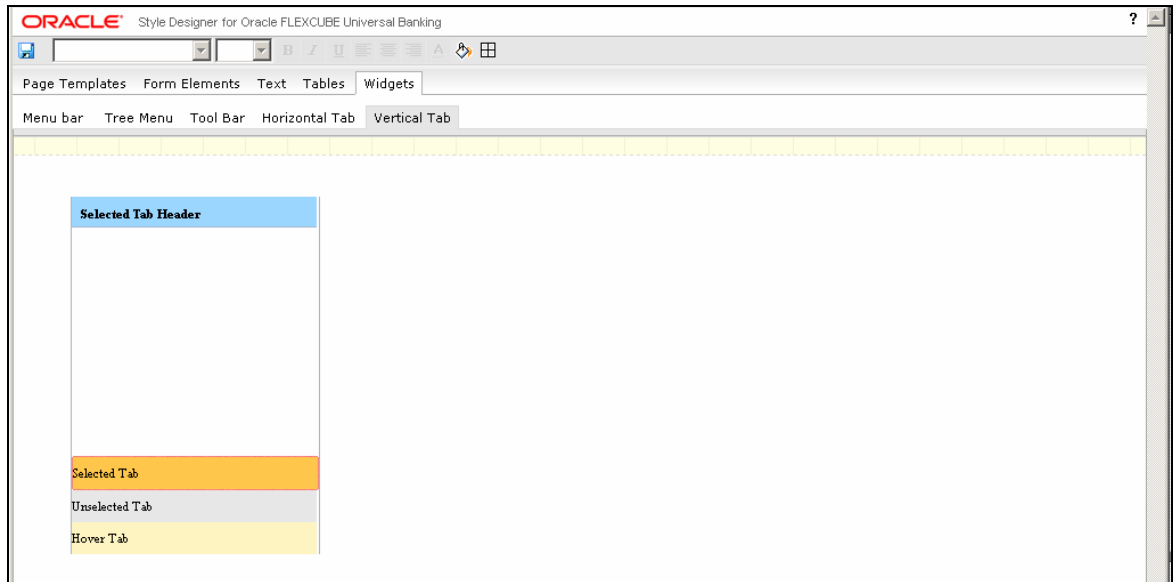 ORACLE® Style Designer for Oracle FLEXCUBE Universal Banking ?
B I U A
Page Templates Form Elements Text Tables Widgets
Menu bar Tree Menu Tool Bar Horizontal Tab Vertical Tab
Selected Tab Header
Selected Tab
Unselected Tab
Hover Tab